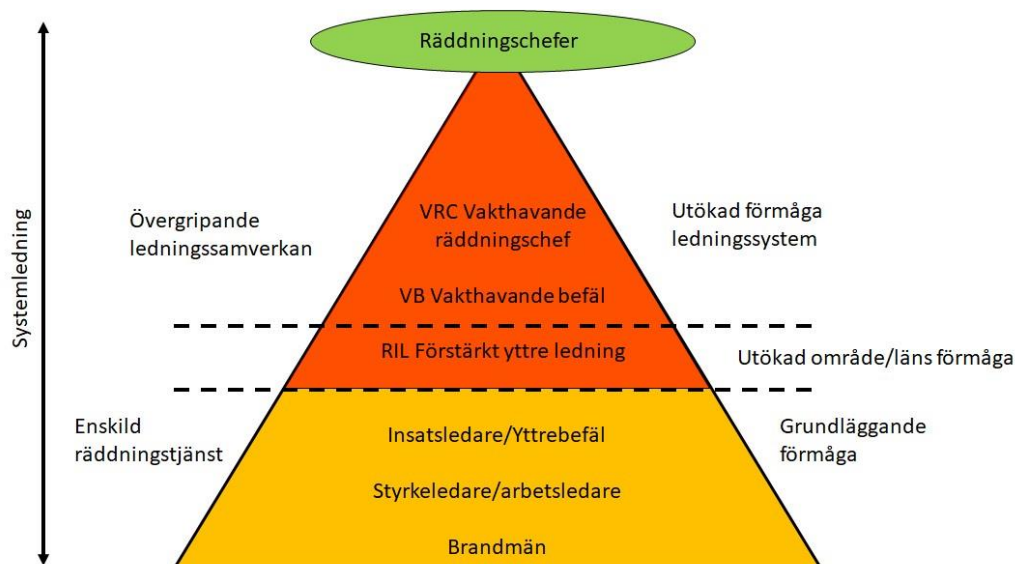 Räddningschefer
Systemledning
Övergripande
ledningssamverkan
VRC Vakthavande
räddningschef
Utökad förmåga
ledningssystem
VB Vakthavande befäl
RIL Förstärkt yttre ledning
Utökad område/läns förmåga
Enskild
räddningstjänst
Insatsledare/Yttrebefäl
Grundläggande
förmåga
Styrkeledare/arbetsledare
Brandmän